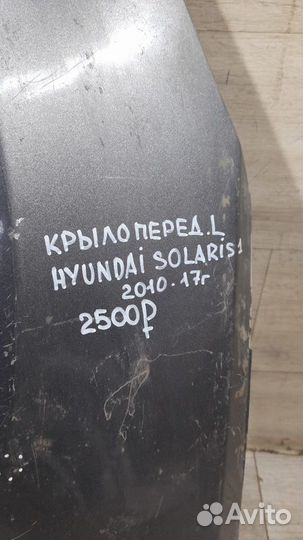 КРЫЛО ПЕРЕД. L
HYUNDAI SOLARIS 1
2010-17г
2500₽
Avito